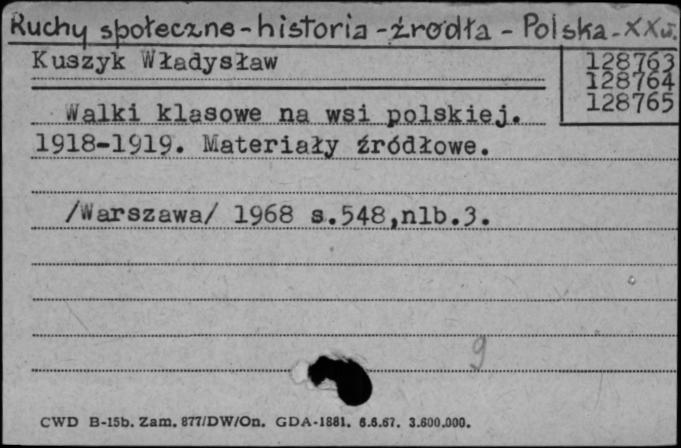 Ruchy społeczne - historia - źródła - Polska - XX w.
Kuszyk Władysław
128763
128764
128765
Walki klasowe na wsi polskiej.
1918-1919. Materiały źródłowe.
/Warszawa/ 1968 s.548,nlb.3.
9
CWD B-15b. Zam. 877/DW/On. GDA-1881. 6.6.67. 3.600.000.